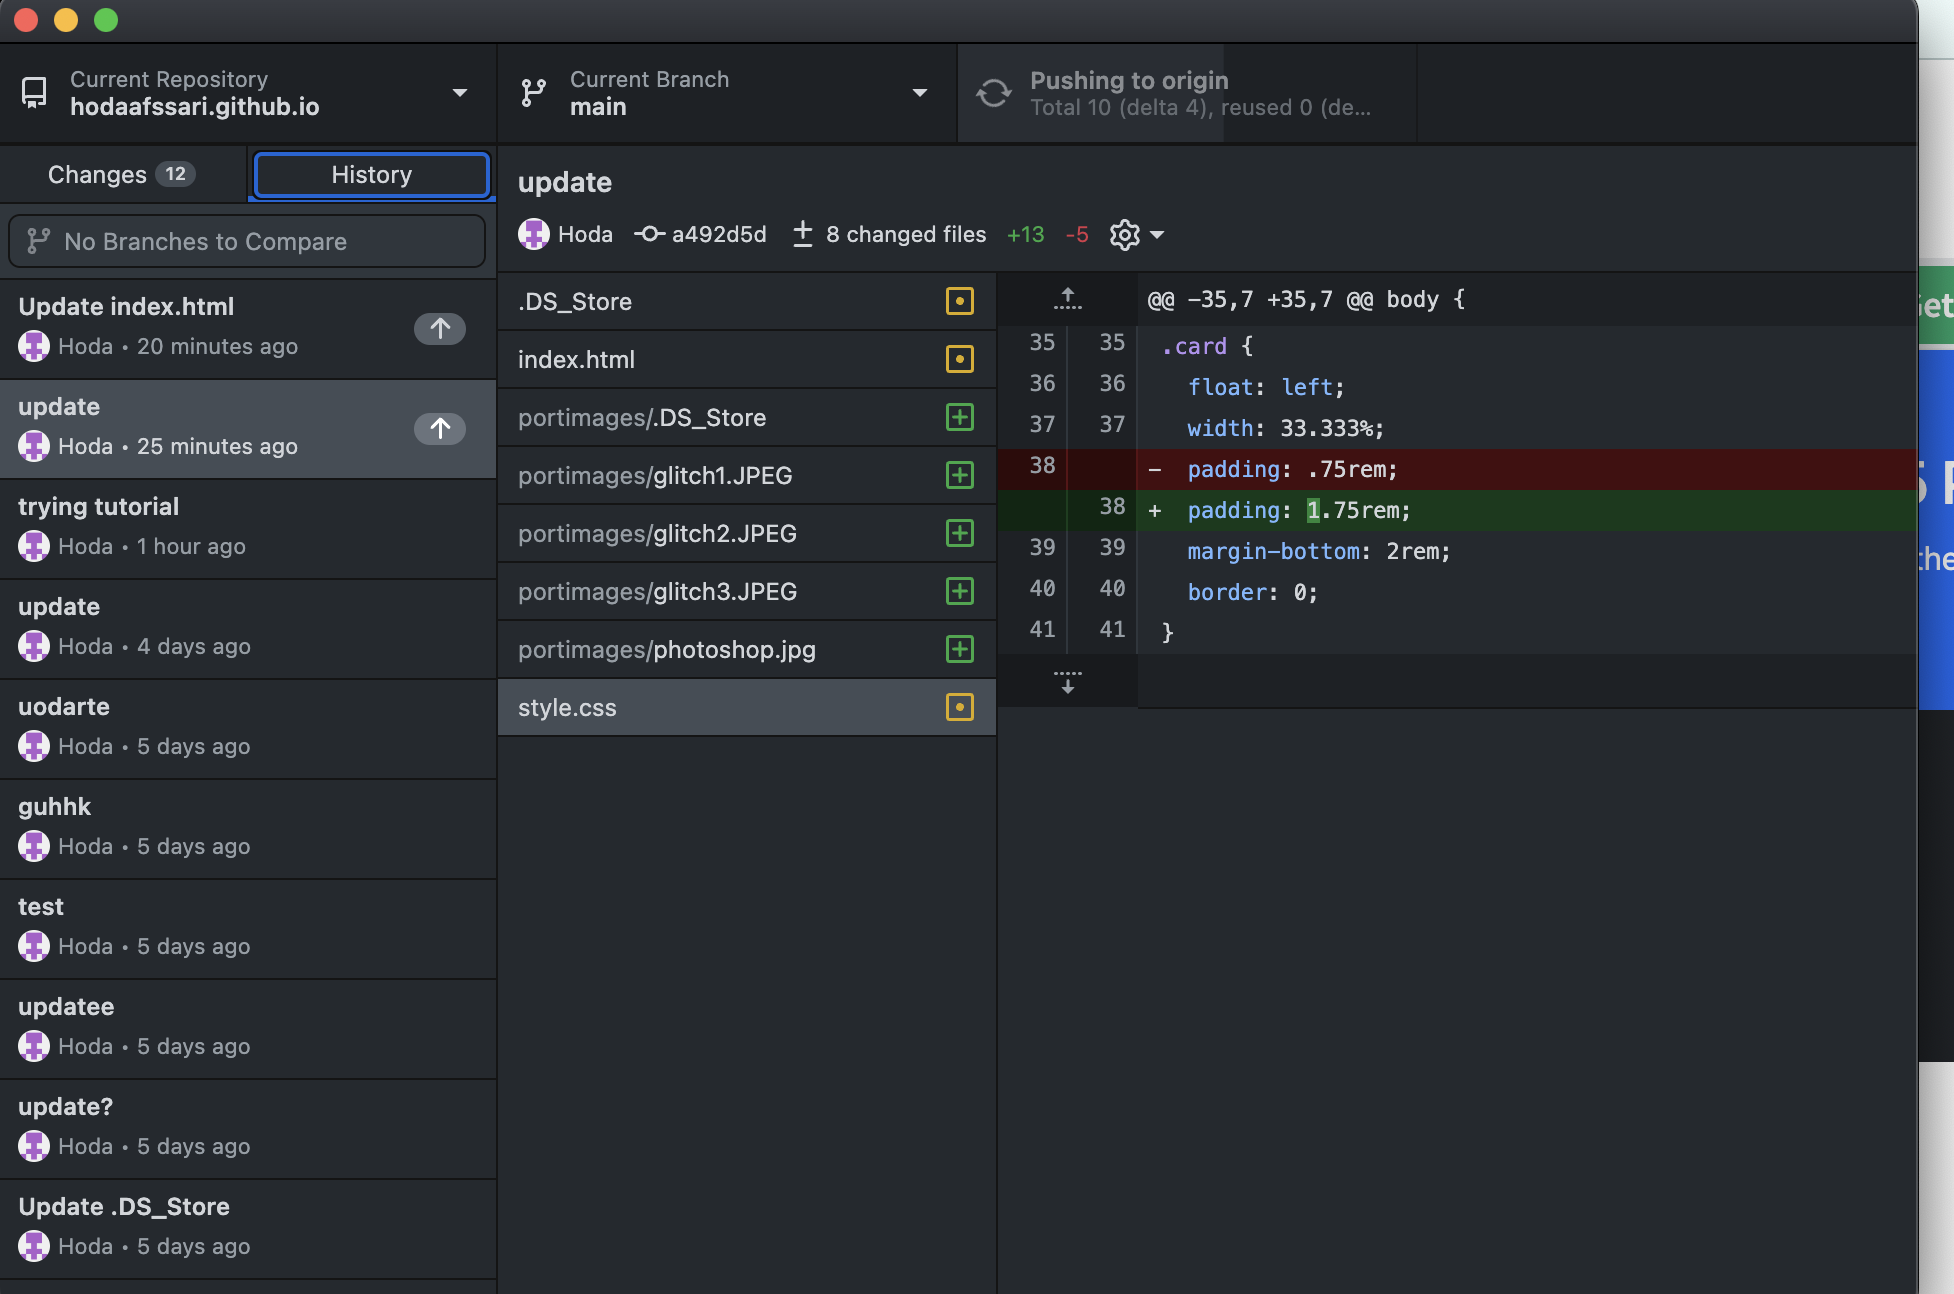 Current Repository
hodaafssari.github.io
Current Branch
main
Pushing to origin
Total 10 (delta 4), reused 0 (de...
Changes 12
History
No Branches to Compare
Update index.html
Hoda • 20 minutes ago
update
Hoda • 25 minutes ago
trying tutorial
Hoda • 1 hour ago
update
Hoda • 4 days ago
uodarte
Hoda • 5 days ago
guhhk
Hoda • 5 days ago
test
Hoda • 5 days ago
updatee
Hoda • 5 days ago
update?
Hoda • 5 days ago
Update .DS_Store
Hoda • 5 days ago
update
Hoda a492d5d ± 8 changed files +13 -5
.DS_Store
index.html
portimages/.DS_Store
portimages/glitch1.JPEG
portimages/glitch2.JPEG
portimages/glitch3.JPEG
portimages/photoshop.jpg
style.css
@@ -35,7 +35,7 @@ body {
35 35 .card {
36 36 float: left;
37 37 width: 33.333%;
38 - padding: .75rem;
38 + padding: 1.75rem;
39 39 margin-bottom: 2rem;
40 40 border: 0;
41 41 }